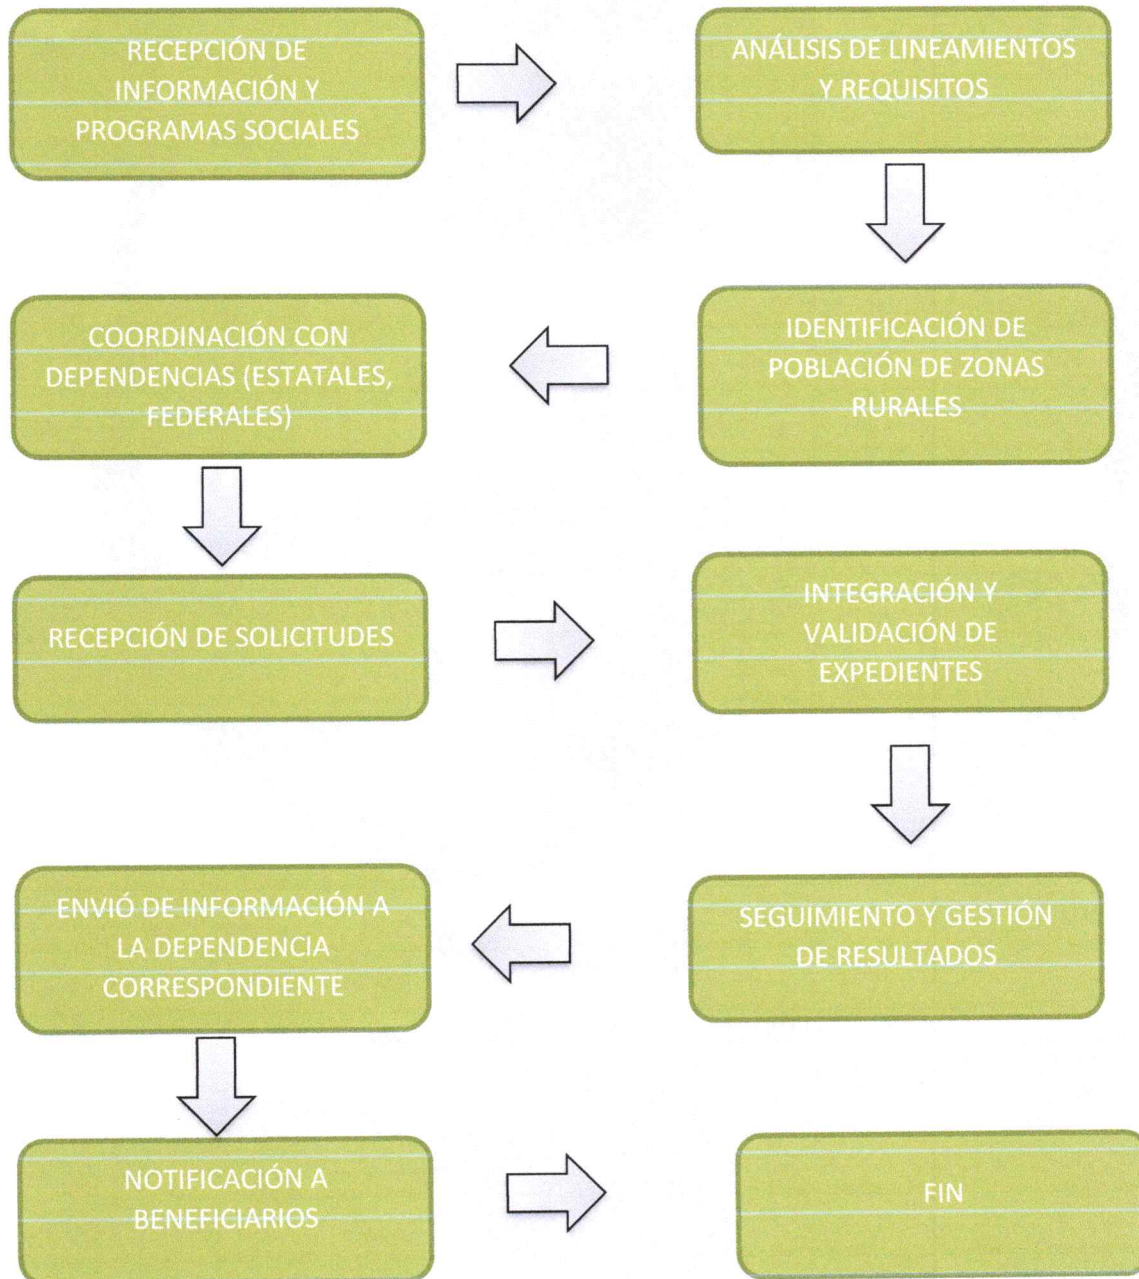 RECEPCIÓN DE
INFORMACIÓN Y
PROGRAMAS SOCIALES
ANÁLISIS DE LINEAMIENTOS
Y REQUISITOS
IDENTIFICACIÓN DE
POBLACIÓN DE ZONAS
RURALES
COORDINACIÓN CON
DEPENDENCIAS (ESTATALES,
FEDERALES)
RECEPCIÓN DE SOLICITUDES
INTEGRACIÓN Y
VALIDACIÓN DE
EXPEDIENTES
SEGUIMIENTO Y GESTIÓN
DE RESULTADOS
ENVIÓ DE INFORMACIÓN A
LA DEPENDENCIA
CORRESPONDIENTE
NOTIFICACIÓN A
BENEFICIARIOS
FIN